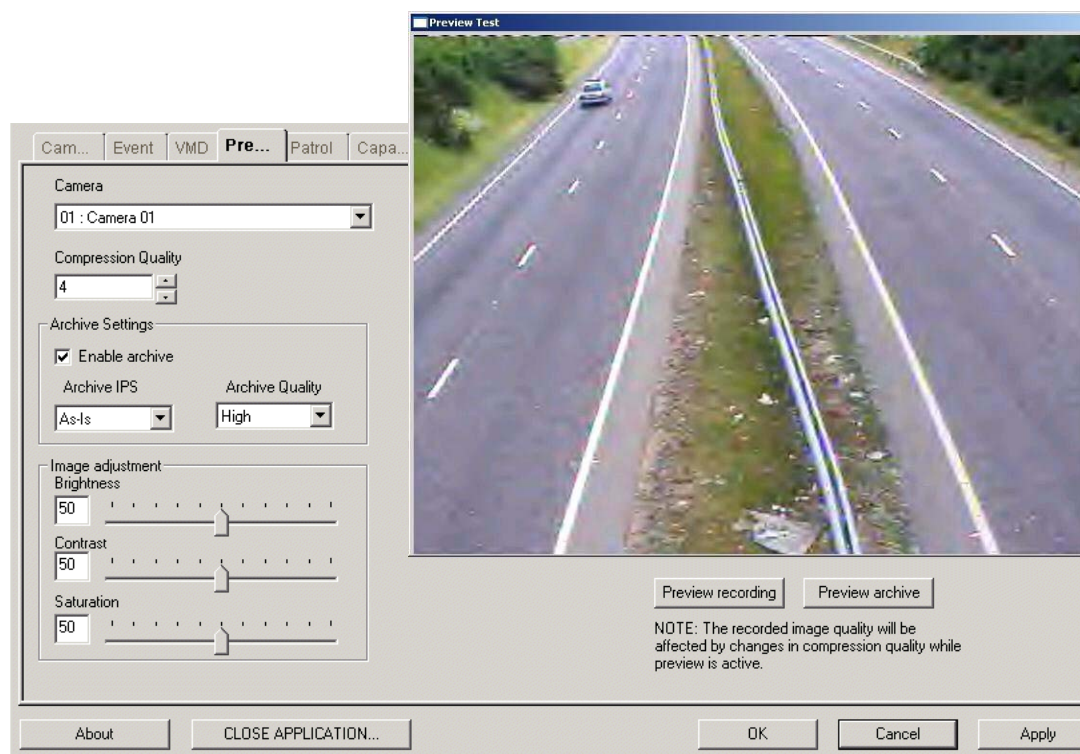 Preview Test
Cam... Event VMD Pre... Patrol Capa...
Camera
01 : Camera 01
Compression Quality
4
Archive Settings
Enable archive
Archive IPS Archive Quality
As-Is High
Image adjustment
Brightness
50
Contrast
50
Saturation
50
Preview recording Preview archive
NOTE: The recorded image quality will be
affected by changes in compression quality while
preview is active.
About CLOSE APPLICATION... OK Cancel Apply